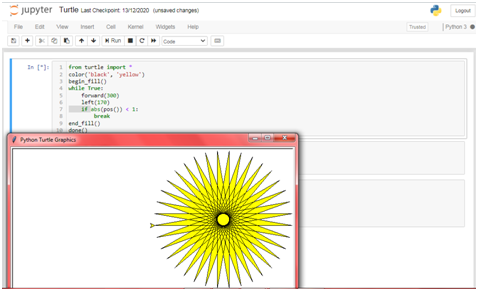 jupyter Turtle Last Checkpoint: 13/12/2020 (unsaved changes) Logout
File Edit View Insert Cell Kernel Widgets Help Trusted Python 3
Run Code
In [*]:
1 from turtle import *
2 color('black', 'yellow')
3 begin_fill()
4 while True:
5 forward(300)
6 left(170)
7 if abs(pos()) < 1:
8 break
9 end_fill()
10 done()
Python Turtle Graphics